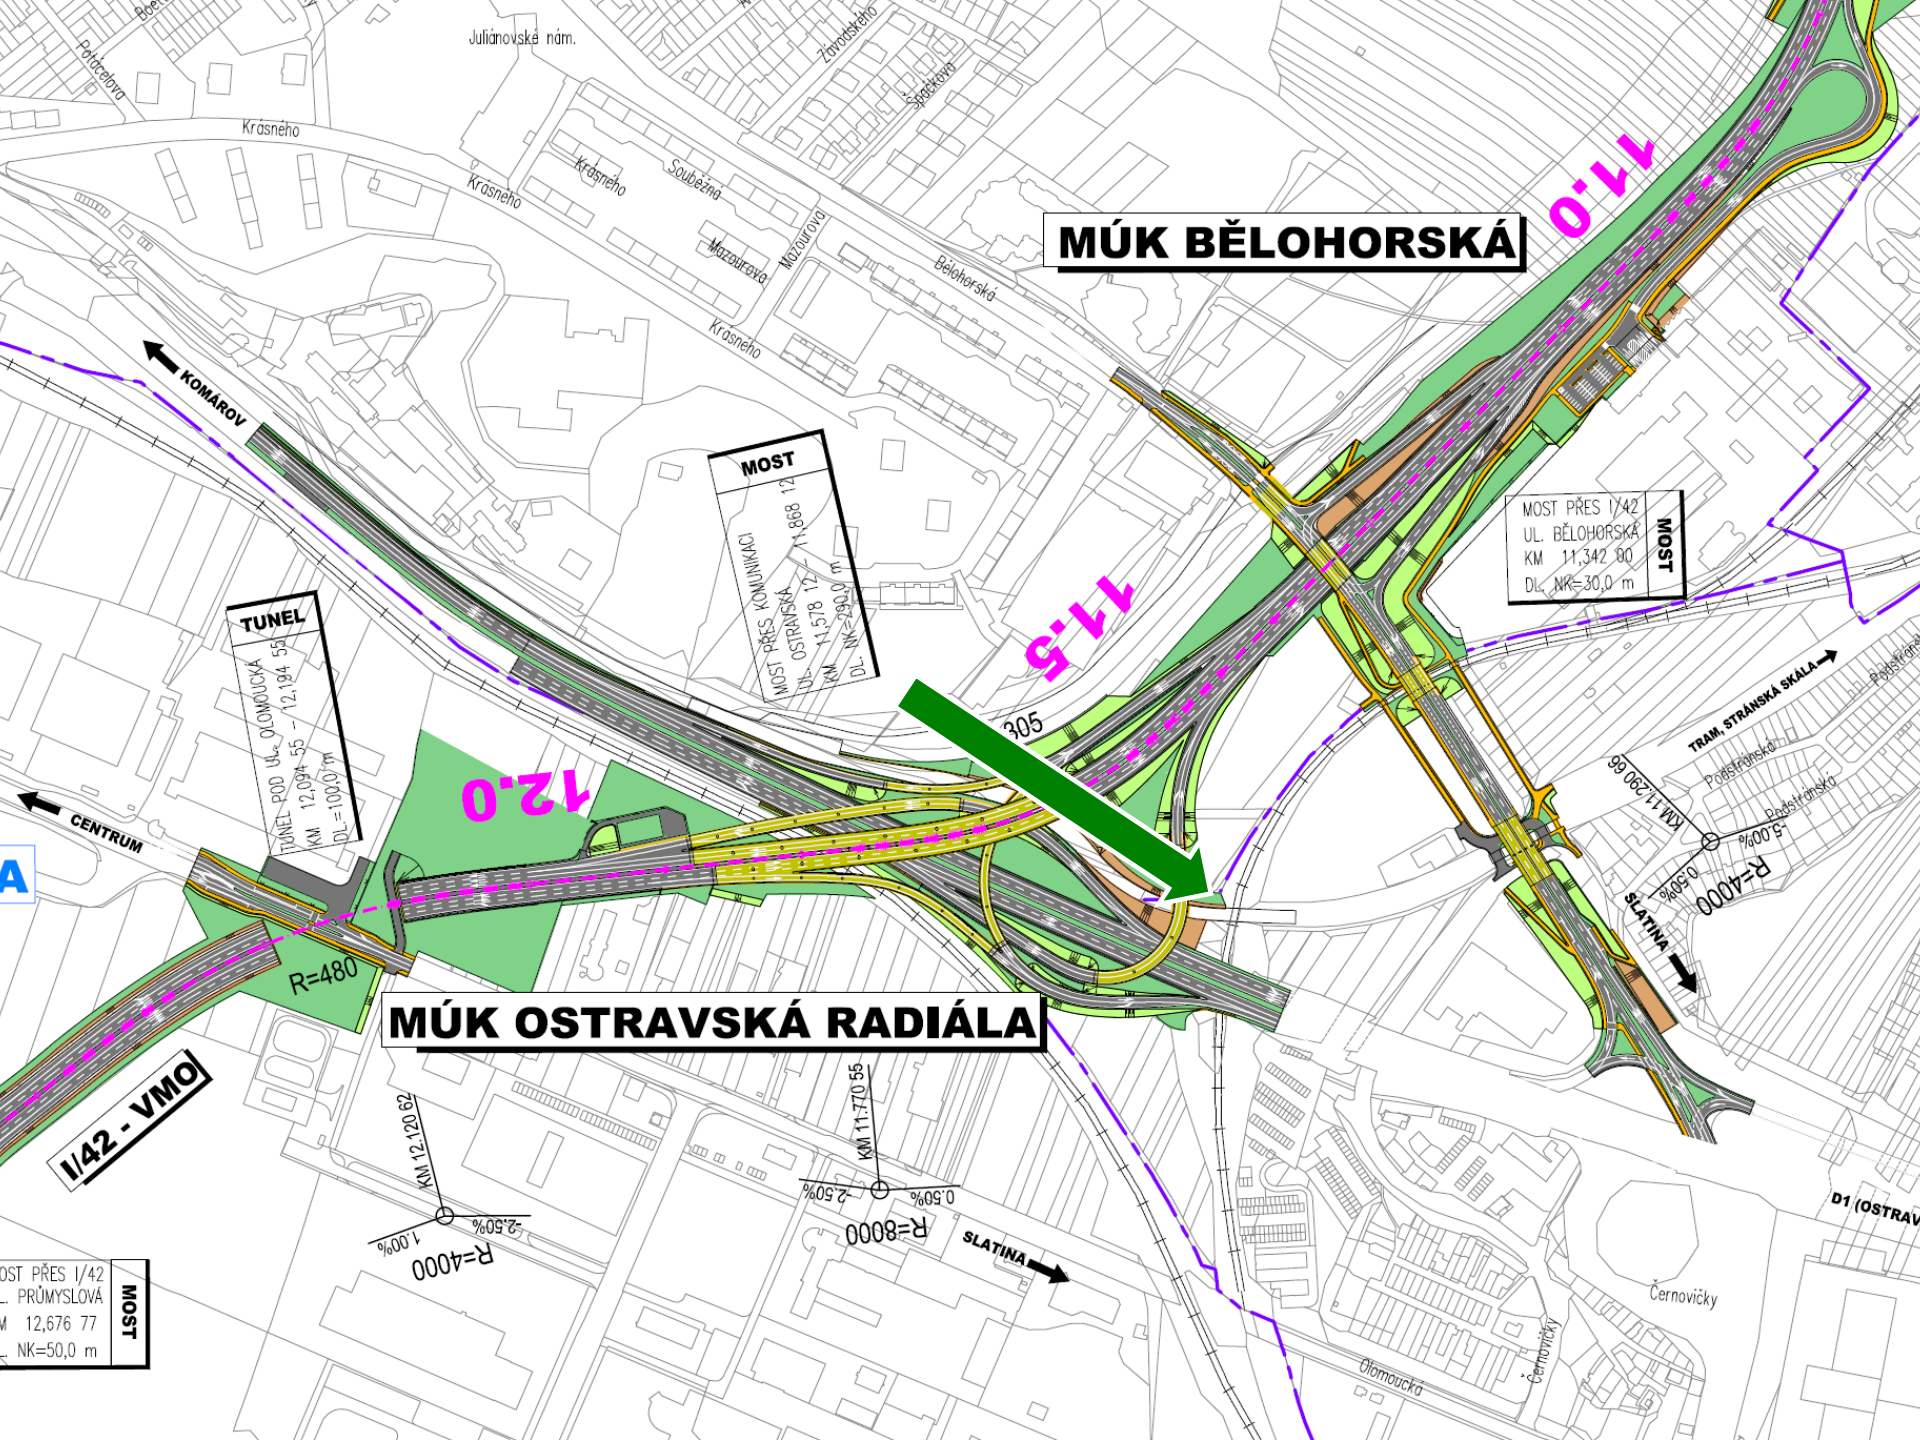 Juliánovské nám.
Závodského
Špačkova
Potácelova
Krásného
Krásného
Krásného
Souběžná
Mazourova
Mazourova
Bělohorská
Krásného
MÚK BĚLOHORSKÁ
11.0
KOMÁROV
MOST
MOST PŘES KOMUNIKACI
UL. OSTRAVSKÁ
KM 11,578 12 – 11,868 12
DL. NK=290,0 m
MOST PŘES I/42
UL. BĚLOHORSKÁ
KM 11,342 00
DL. NK=30,0 m
MOST
11.5
TUNEL
TUNEL POD UL. OLOMOUCKÁ
KM 12,094 55 – 12,194 55
DL.=100,0 m
305
12.0
TRAM, STRÁNSKÁ SKÁLA
Podstránská
Podstránská
Podstránská
KM 11,290 66
-5.00%
0.50%
R=4000
CENTRUM
A
SLATINA
R=480
MÚK OSTRAVSKÁ RADIÁLA
I/42 - VMO
KM 12.120 62
1.00%
-2.50%
R=4000
KM 11.770 55
-2.50%
0.50%
R=8000
SLATINA
D1 (OSTRAV
Černovičky
Černovičky
Olomoucká
OST PŘES I/42
L. PRŮMYSLOVÁ
M 12,676 77
L. NK=50,0 m
MOST